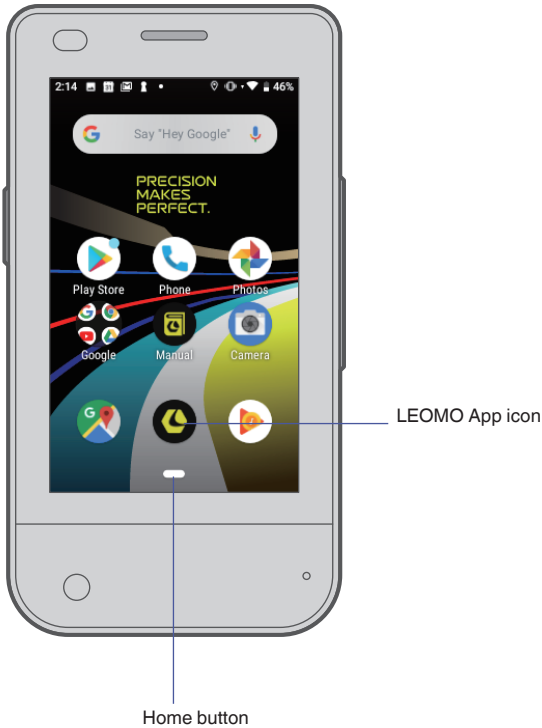 2:14
31
46%
G Say "Hey Google"
PRECISION
MAKES
PERFECT.
Play Store Phone Photos
G
Google Manual Camera
G
LEOMO App icon
Home button